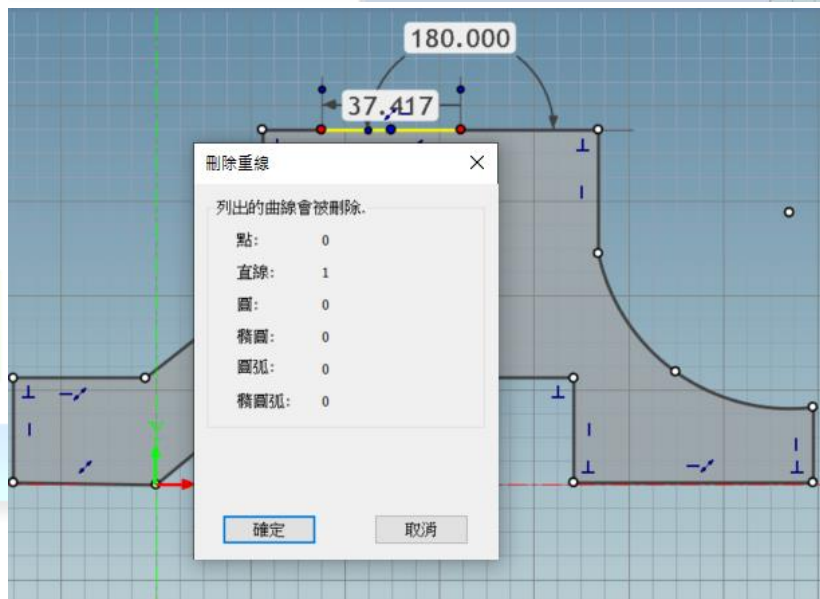 180.000
37.417
刪除重線
列出的曲線會被刪除.
點: 0
直線: 1
圓: 0
橢圓: 0
圓弧: 0
橢圓弧: 0
確定
取消